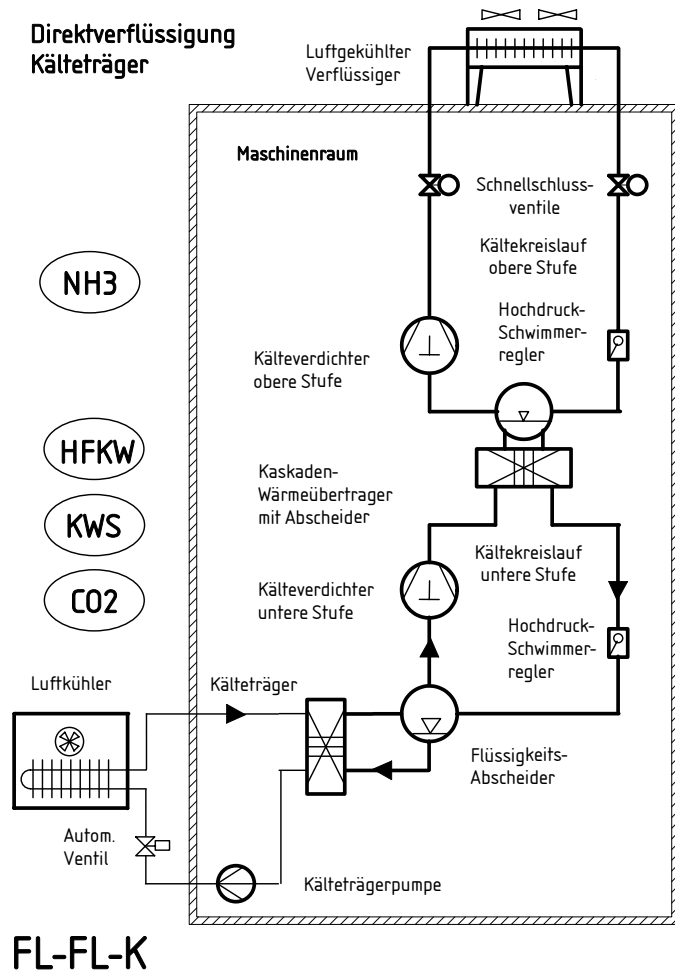 Direktverflüssigung
Kälteträger
Luftgekühlter
Verflüssiger
Maschinenraum
Schnellschluss-
ventile
Kältekreislauf
obere Stufe
NH3
Hochdruck-
Schwimmer-
regler
Kälteverdichter
obere Stufe
HFKW
Kaskaden-
Wärmeübertrager
mit Abscheider
KWS
Kältekreislauf
untere Stufe
CO2
Kälteverdichter
untere Stufe
Hochdruck-
Schwimmer-
regler
Luftkühler
Kälteträger
Flüssigkeits-
Abscheider
Autom.
Ventil
Kälteträgerpumpe
FL-FL-K